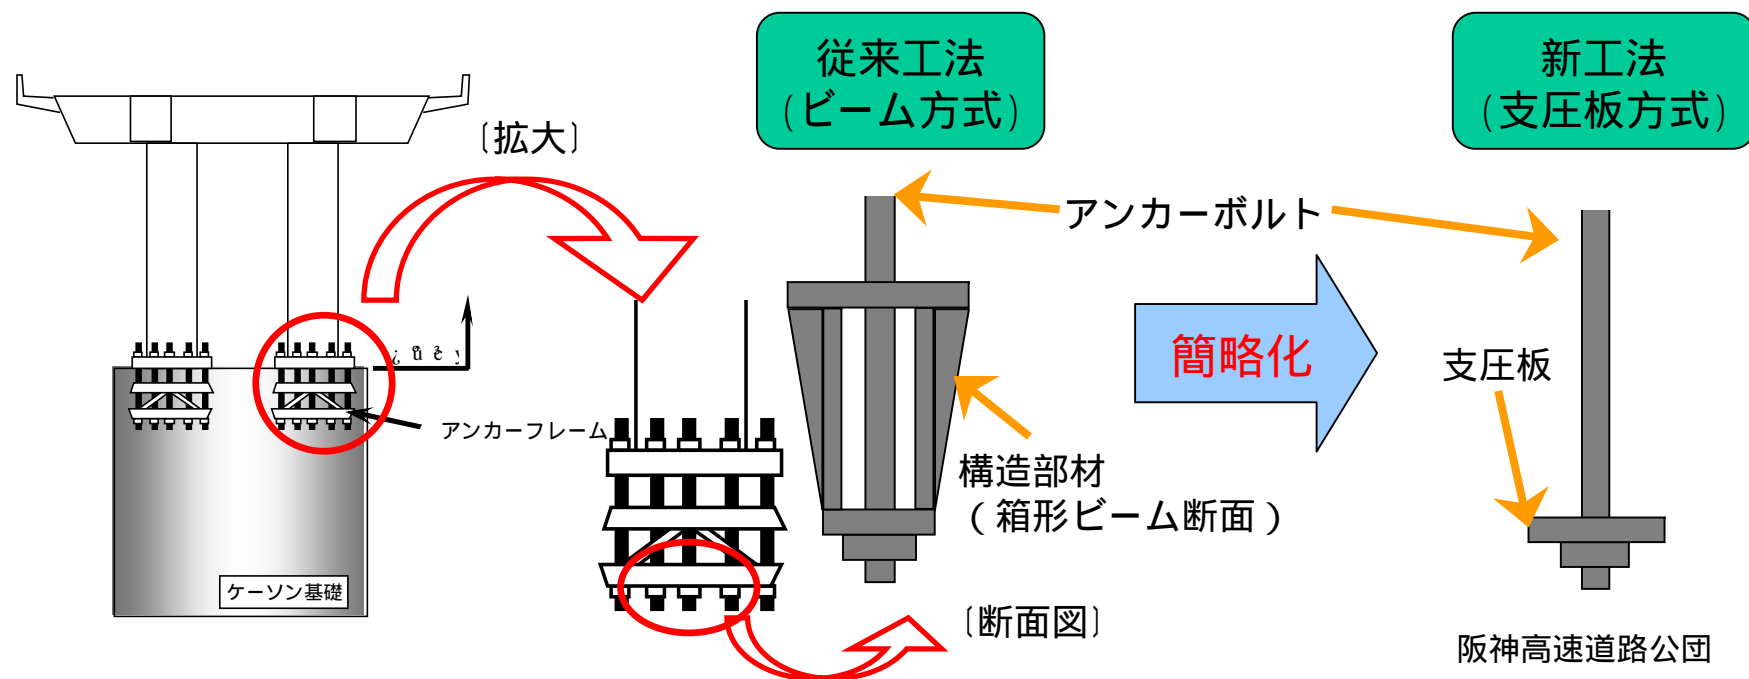 従来工法
(ビーム方式)
新工法
(支圧板方式)
〔拡大〕
アンカーボルト
簡略化
支圧板
アンカーフレーム
構造部材
(箱形ビーム断面)
ケーソン基礎
〔断面図〕
阪神高速道路公団